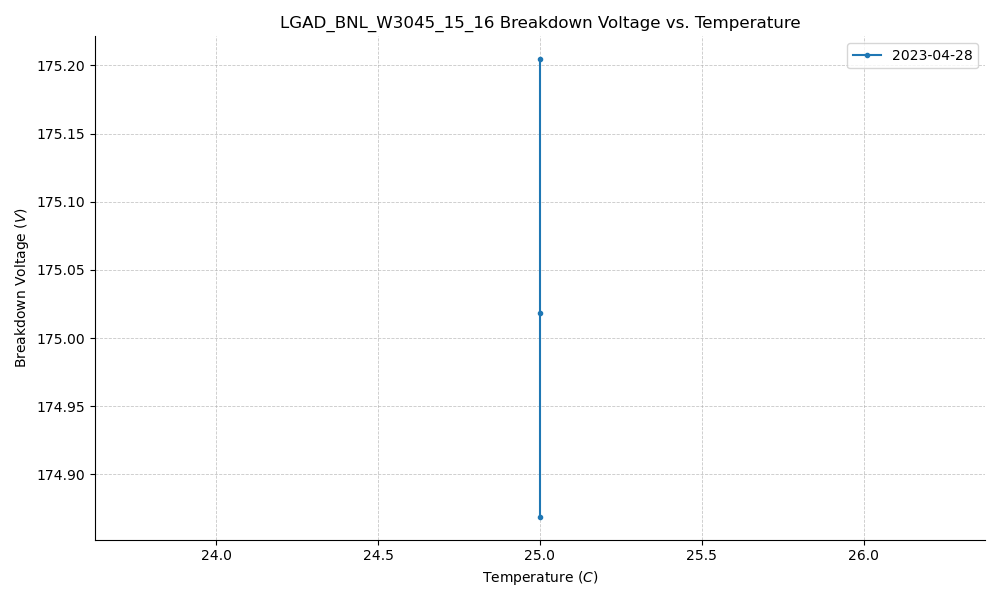 LGAD_BNL_W3045_15_16 Breakdown Voltage vs. Temperature
2023-04-28
Breakdown Voltage (V)
175.20
175.15
175.10
175.05
175.00
174.95
174.90
24.0 24.5 25.0 25.5 26.0
Temperature (C)